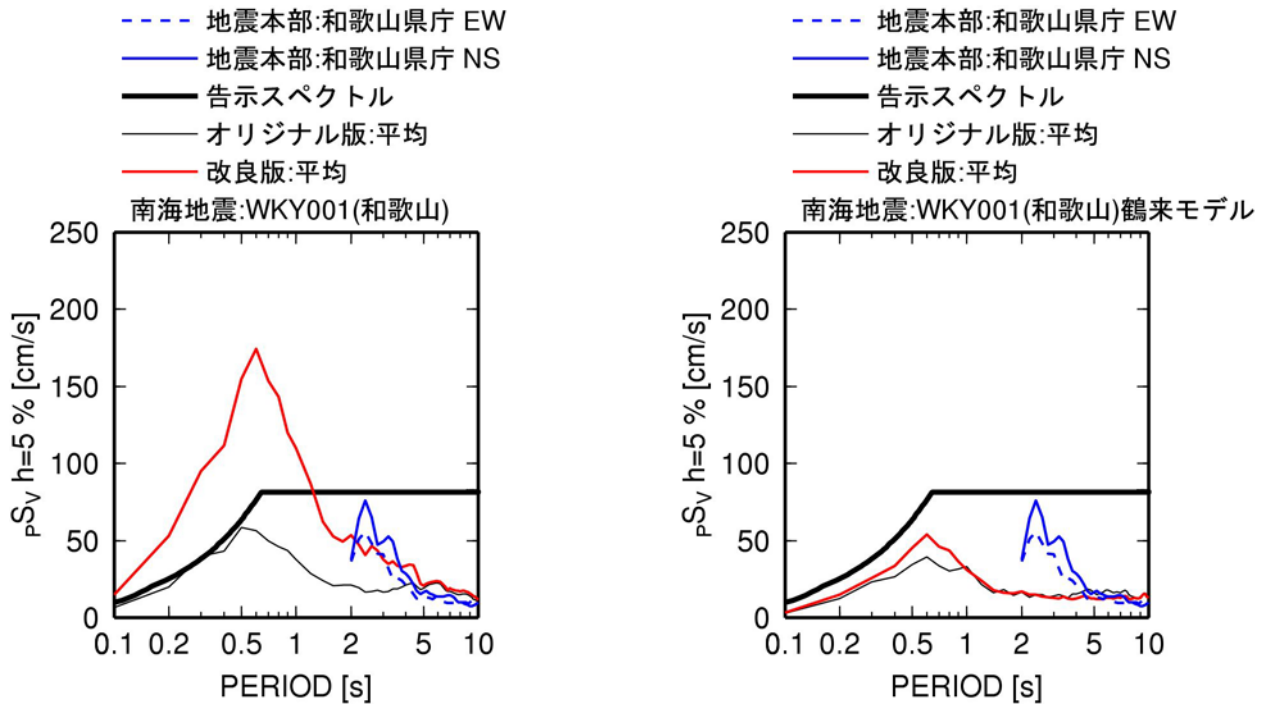 地震本部:和歌山県庁 EW
地震本部:和歌山県庁 NS
告示スペクトル
オリジナル版:平均
改良版:平均
南海地震:WKY001(和歌山)
250
200
150
100
50
0
PSV h=5 % [cm/s]
0.1 0.2 0.5 1 2 5 10
PERIOD [s]
地震本部:和歌山県庁 EW
地震本部:和歌山県庁 NS
告示スペクトル
オリジナル版:平均
改良版:平均
南海地震:WKY001(和歌山)鶴来モデル
250
200
150
100
50
0
PSV h=5 % [cm/s]
0.1 0.2 0.5 1 2 5 10
PERIOD [s]